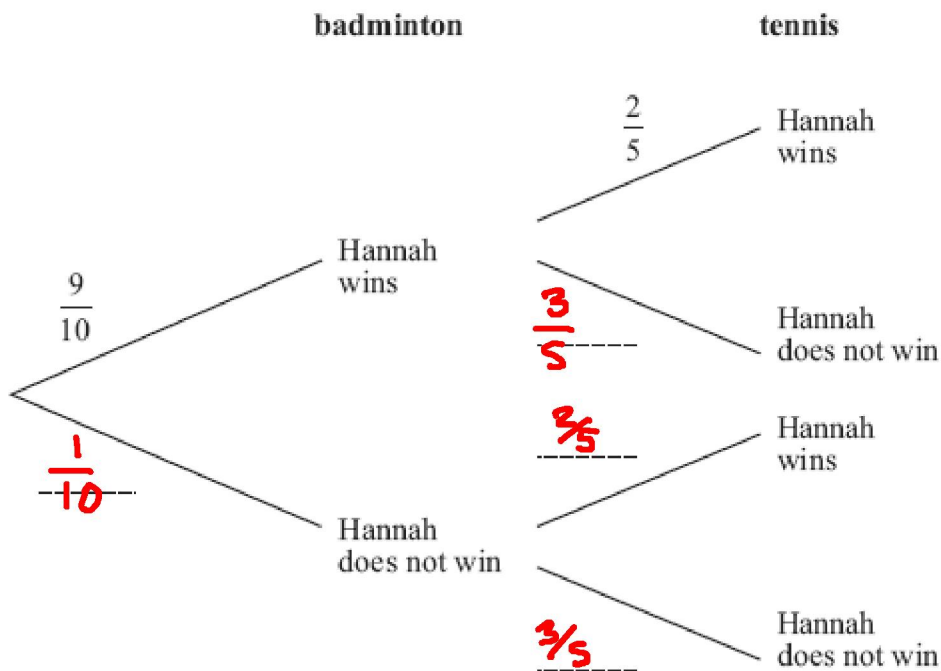 badminton tennis
2/5
Hannah
wins
Hannah
wins
9/10
3/5
Hannah
does not win
2/5
Hannah
wins
1/10
Hannah
does not win
3/5
Hannah
does not win